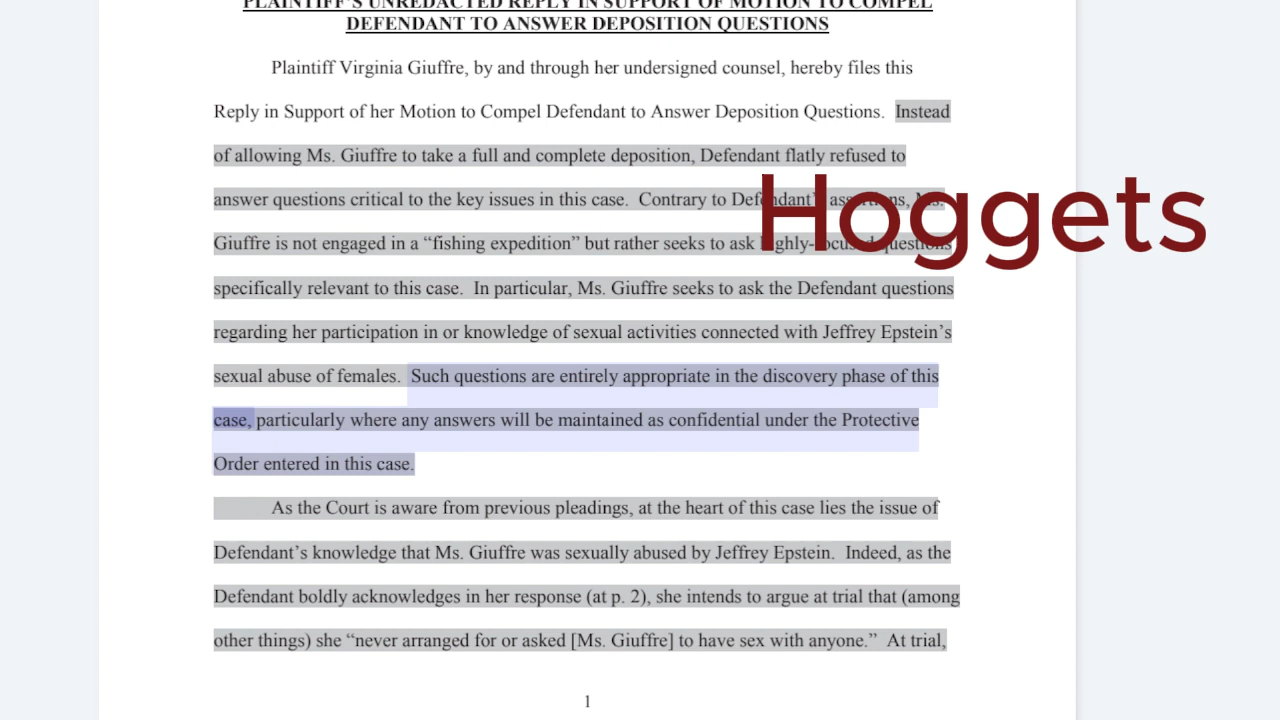 PLAINTIFF'S UNREDACTED REPLY IN SUPPORT OF MOTION TO COMPEL
DEFENDANT TO ANSWER DEPOSITION QUESTIONS
Plaintiff Virginia Giuffre, by and through her undersigned counsel, hereby files this
Reply in Support of her Motion to Compel Defendant to Answer Deposition Questions. Instead
of allowing Ms. Giuffre to take a full and complete deposition, Defendant flatly refused to
answer questions critical to the key issues in this case. Contrary to Defendant's assertions, Ms.
Hoggets
Giuffre is not engaged in a “fishing expedition” but rather seeks to ask highly-focused questions
specifically relevant to this case. In particular, Ms. Giuffre seeks to ask the Defendant questions
regarding her participation in or knowledge of sexual activities connected with Jeffrey Epstein’s
sexual abuse of females. Such questions are entirely appropriate in the discovery phase of this
case, particularly where any answers will be maintained as confidential under the Protective
Order entered in this case.
As the Court is aware from previous pleadings, at the heart of this case lies the issue of
Defendant’s knowledge that Ms. Giuffre was sexually abused by Jeffrey Epstein. Indeed, as the
Defendant boldly acknowledges in her response (at p. 2), she intends to argue at trial that (among
other things) she “never arranged for or asked [Ms. Giuffre] to have sex with anyone.” At trial,
1